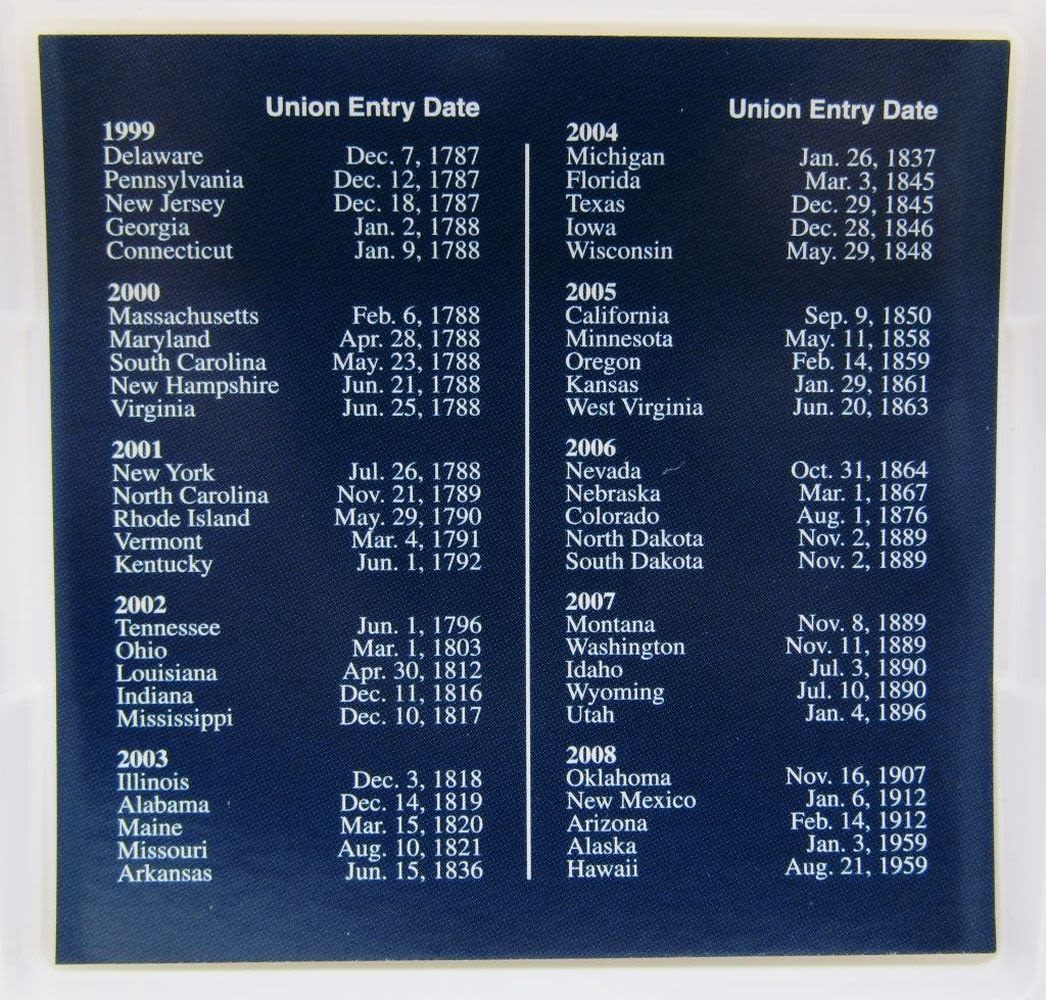 Union Entry Date
1999
Delaware Dec. 7, 1787
Pennsylvania Dec. 12, 1787
New Jersey Dec. 18, 1787
Georgia Jan. 2, 1788
Connecticut Jan. 9, 1788
2000
Massachusetts Feb. 6, 1788
Maryland Apr. 28, 1788
South Carolina May. 23, 1788
New Hampshire Jun. 21, 1788
Virginia Jun. 25, 1788
2001
New York Jul. 26, 1788
North Carolina Nov. 21, 1789
Rhode Island May. 29, 1790
Vermont Mar. 4, 1791
Kentucky Jun. 1, 1792
2002
Tennessee Jun. 1, 1796
Ohio Mar. 1, 1803
Louisiana Apr. 30, 1812
Indiana Dec. 11, 1816
Mississippi Dec. 10, 1817
2003
Illinois Dec. 3, 1818
Alabama Dec. 14, 1819
Maine Mar. 15, 1820
Missouri Aug. 10, 1821
Arkansas Jun. 15, 1836
Union Entry Date
2004
Michigan Jan. 26, 1837
Florida Mar. 3, 1845
Texas Dec. 29, 1845
Iowa Dec. 28, 1846
Wisconsin May. 29, 1848
2005
California Sep. 9, 1850
Minnesota May. 11, 1858
Oregon Feb. 14, 1859
Kansas Jan. 29, 1861
West Virginia Jun. 20, 1863
2006
Nevada Oct. 31, 1864
Nebraska Mar. 1, 1867
Colorado Aug. 1, 1876
North Dakota Nov. 2, 1889
South Dakota Nov. 2, 1889
2007
Montana Nov. 8, 1889
Washington Nov. 11, 1889
Idaho Jul. 3, 1890
Wyoming Jul. 10, 1890
Utah Jan. 4, 1896
2008
Oklahoma Nov. 16, 1907
New Mexico Jan. 6, 1912
Arizona Feb. 14, 1912
Alaska Jan. 3, 1959
Hawaii Aug. 21, 1959